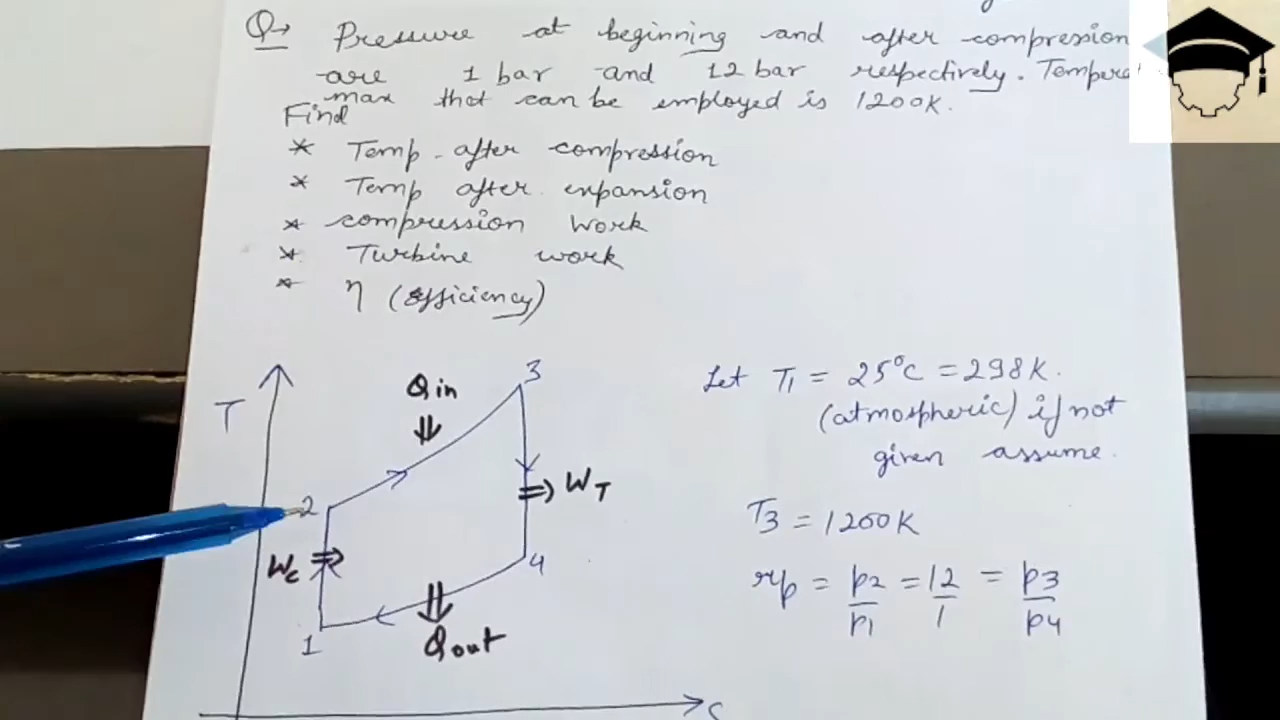 Q→ Pressure at beginning and after compression
are 1 bar and 12 bar respectively. Tempera
max that can be employed is 1200K.
Find
* Temp. after compression
* Temp after expansion
* compression work
* Turbine work
* η (efficiency)
T
Qin
3
2
WT
Wc
4
1
Qout
S
Let T1 = 25°C = 298K.
(atmospheric) if not
given assume.
T3 = 1200K
rp = p2/p1 = 12/1 = p3/p4